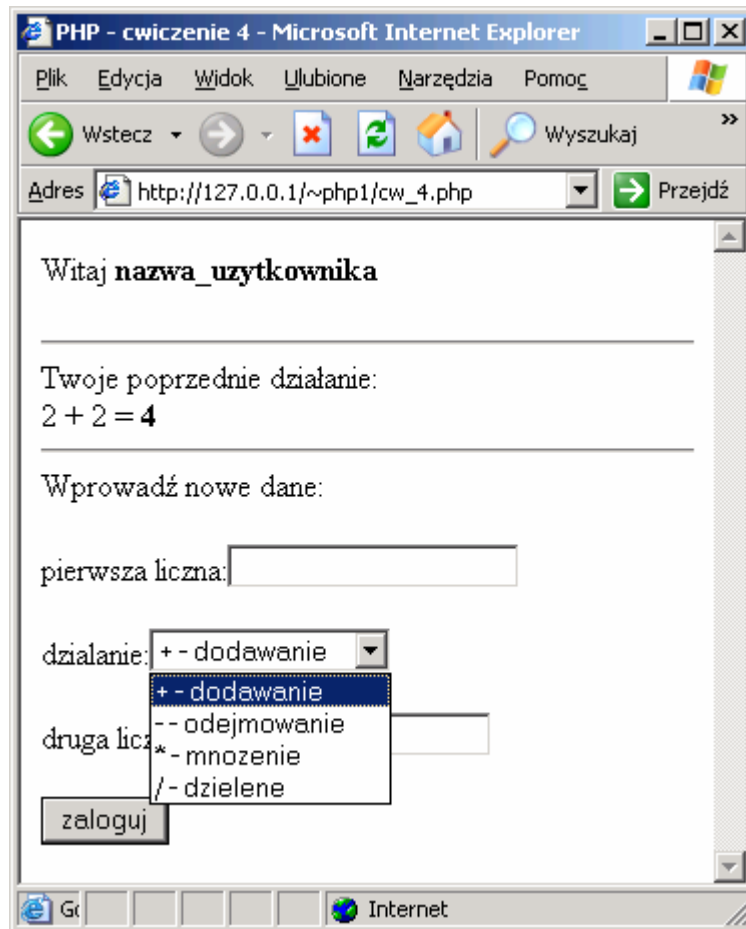 PHP - cwiczenie 4 - Microsoft Internet Explorer
Plik Edycja Widok Ulubione Narzędzia Pomoc
Wstecz Wyszukaj »
Adres http://127.0.0.1/~php1/cw_4.php Przejdź
Witaj nazwa_uzytkownika
Twoje poprzednie działanie:
2 + 2 = 4
Wprowadź nowe dane:
pierwsza liczna:
dzialanie: + - dodawanie
+ - dodawanie
- - odejmowanie
druga licz
* - mnozenie
/ - dzielene
zaloguj
Internet